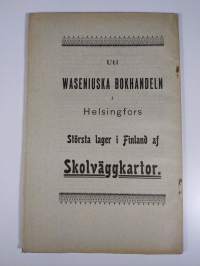 Uti
WASENIUSKA BOKHANDELN
i
Helsingfors
Största lager i Finland af
Skolväggkartor.